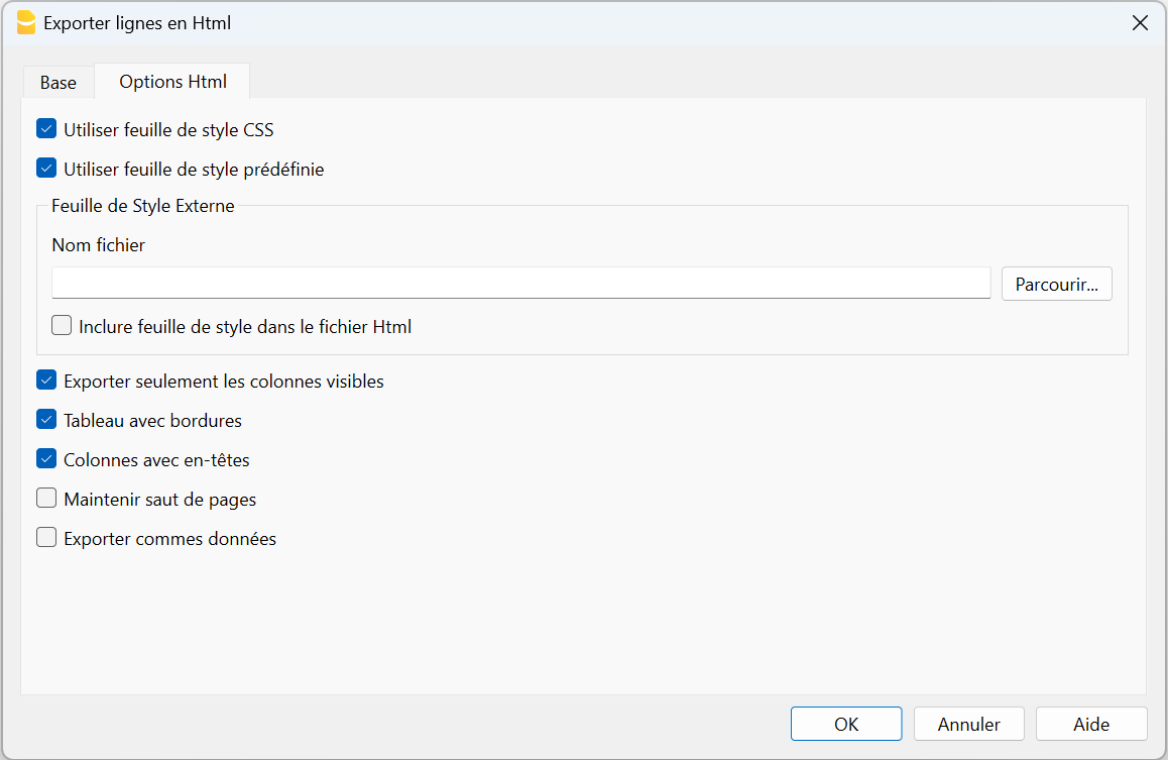 Exporter lignes en Html
Base
Options Html
Utiliser feuille de style CSS
Utiliser feuille de style prédéfinie
Feuille de Style Externe
Nom fichier
Parcourir...
Inclure feuille de style dans le fichier Html
Exporter seulement les colonnes visibles
Tableau avec bordures
Colonnes avec en-têtes
Maintenir saut de pages
Exporter commes données
OK
Annuler
Aide